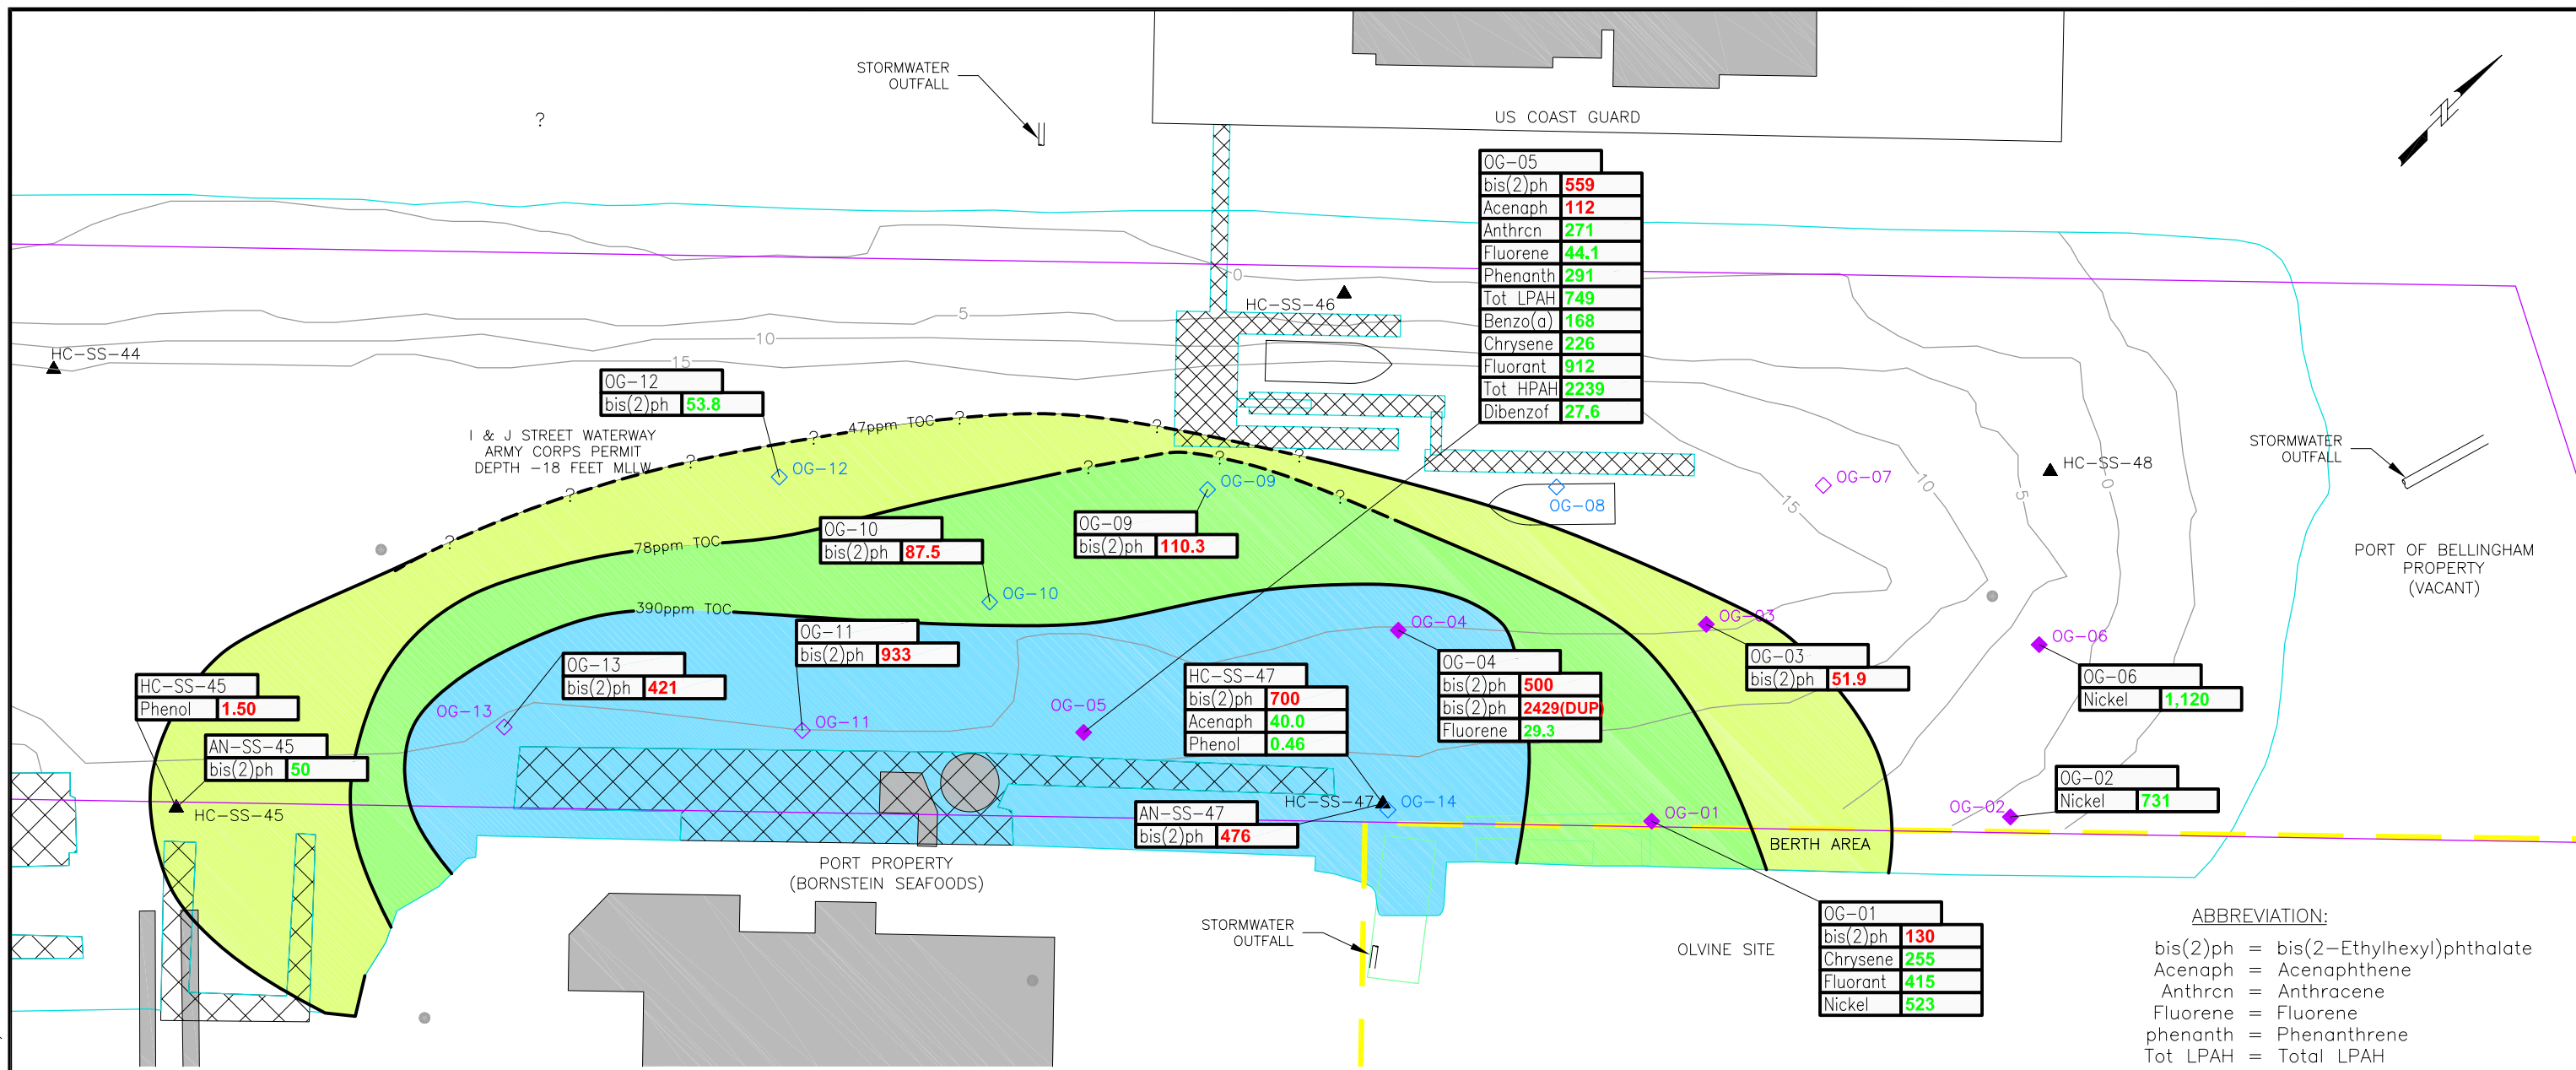 STORMWATER
OUTFALL
US COAST GUARD
?
N
OG-05
bis(2)ph 559
Acenaph 112
Anthrcn 271
Fluorene 44.1
Phenanth 291
Tot LPAH 749
Benzo(a) 168
Chrysene 226
Fluorant 912
Tot HPAH 2239
Dibenzof 27.6
0
HC-SS-46
5
10
15
HC-SS-44
OG-12
bis(2)ph 53.8
I & J STREET WATERWAY
ARMY CORPS PERMIT
DEPTH -18 FEET MLLW
? ? ? ? ? ?
47ppm TOC
OG-12
? ? ? ?
OG-09
OG-08
OG-07
15
10
5
0
HC-SS-48
STORMWATER
OUTFALL
OG-10
bis(2)ph 87.5
OG-09
bis(2)ph 110.3
78ppm TOC
PORT OF BELLINGHAM
PROPERTY
(VACANT)
OG-10
390ppm TOC
OG-11
bis(2)ph 933
OG-04
OG-03
OG-06
OG-13
bis(2)ph 421
HC-SS-45
Phenol 1.50
HC-SS-47
bis(2)ph 700
Acenaph 40.0
Phenol 0.46
OG-04
bis(2)ph 500
bis(2)ph 2429(DUP)
Fluorene 29.3
OG-03
bis(2)ph 51.9
OG-06
Nickel 1,120
OG-13
OG-11
OG-05
AN-SS-45
bis(2)ph 50
HC-SS-45
AN-SS-47
bis(2)ph 476
HC-SS-47
OG-14
OG-01
OG-02
OG-02
Nickel 731
BERTH AREA
PORT PROPERTY
(BORNSTEIN SEAFOODS)
STORMWATER
OUTFALL
OLVINE SITE
OG-01
bis(2)ph 130
Chrysene 255
Fluorant 415
Nickel 523
ABBREVIATION:
bis(2)ph = bis(2-Ethylhexyl)phthalate
Acenaph = Acenaphthene
Anthrcn = Anthracene
Fluorene = Fluorene
phenanth = Phenanthrene
Tot LPAH = Total LPAH